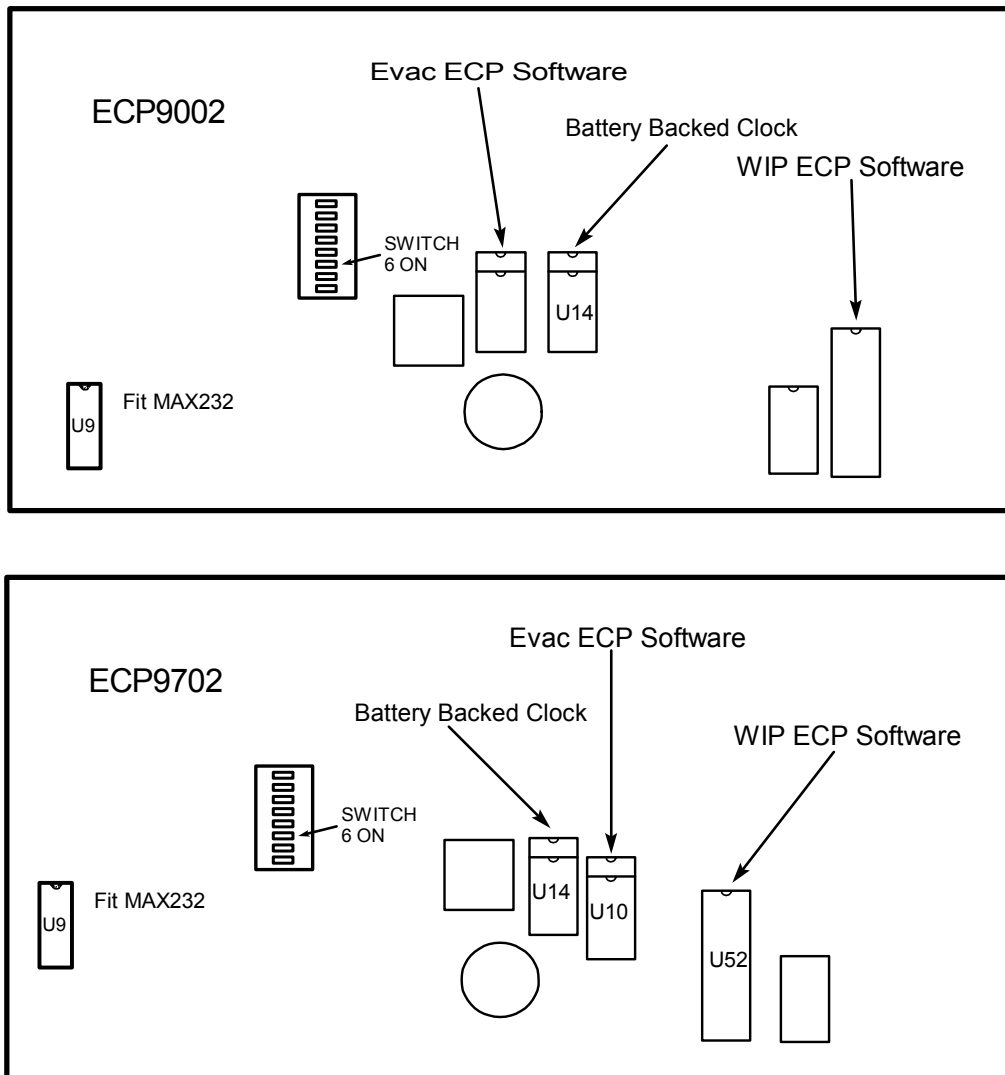 Evac ECP Software
ECP9002
Battery Backed Clock
WIP ECP Software
SWITCH
6 ON
U14
Fit MAX232
U9
Evac ECP Software
ECP9702
Battery Backed Clock
WIP ECP Software
SWITCH
6 ON
U14
U10
Fit MAX232
U9
U52